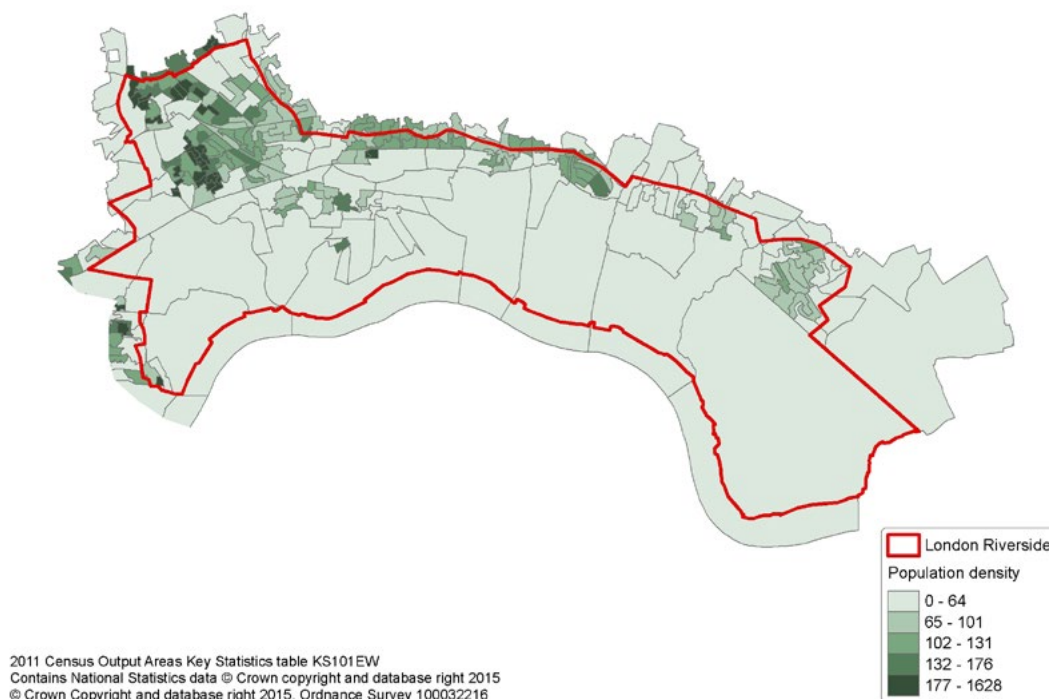 London Riverside
Population density
0 - 64
65 - 101
102 - 131
132 - 176
177 - 1628
2011 Census Output Areas Key Statistics table KS101EW
Contains National Statistics data © Crown copyright and database right 2015
© Crown Copyright and database right 2015. Ordnance Survey 100032216